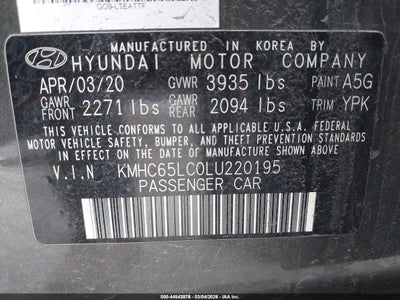 MANUFACTURED IN KOREA BY
HYUNDAI MOTOR COMPANY
APR/03/20 GVWR 3935 lbs PAINT A5G
GAWR FRONT 2271 lbs GAWR REAR 2094 lbs TRIM YPK
THIS VEHICLE CONFORMS TO ALL APPLICABLE U.S.A. FEDERAL
MOTOR VEHICLE SAFETY, BUMPER, AND THEFT PREVENTION STANDARDS
IN EFFECT ON THE DATE OF MANUFACTURE SHOWN ABOVE.
V.I.N KMHC65LC0LU220195
PASSENGER CAR
000-44542078 - 03/04/2026 - IAA Inc.